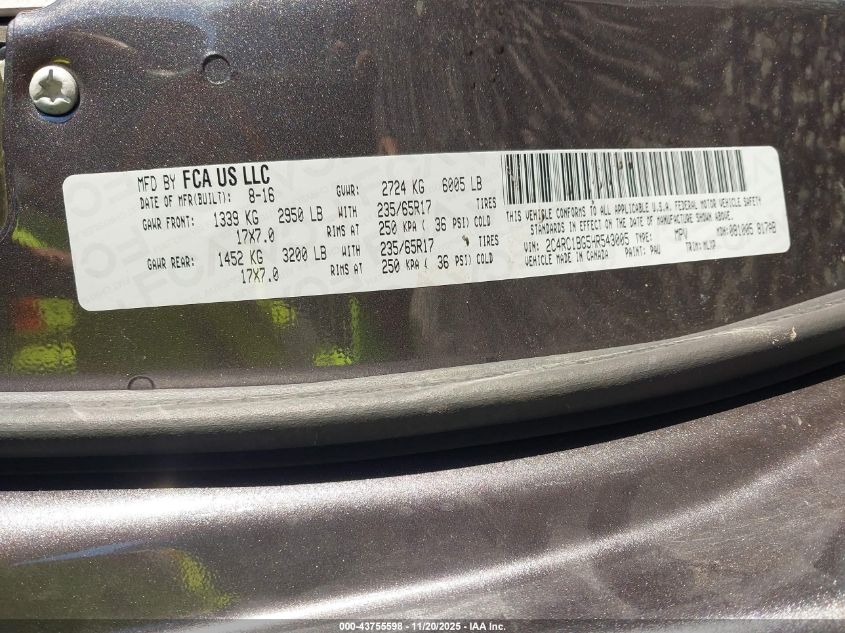 MFD BY FCA US LLC
DATE OF MFR(BUILT): 8-16 GVWR: 2724 KG 6005 LB
GAWR FRONT: 1339 KG 2950 LB WITH 235/65R17 TIRES
17X7.0 RIMS AT 250 KPA( 36 PSI) COLD
GAWR REAR: 1452 KG 3200 LB WITH 235/65R17 TIRES
17X7.0 RIMS AT 250 KPA( 36 PSI) COLD
THIS VEHICLE CONFORMS TO ALL APPLICABLE U.S.A. FEDERAL MOTOR VEHICLE SAFETY
STANDARDS IN EFFECT ON THE DATE OF MANUFACTURE SHOWN ABOVE.
VIN: 2C4RC1BG5HR543005 TYPE: MPV MDH: 081005 817AB
VEHICLE MADE IN CANADA PAINT: PAU TRIM:
000-43755598 - 11/20/2025 - IAA Inc.